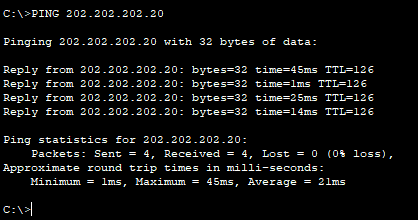 C:\>PING 202.202.202.20
Pinging 202.202.202.20 with 32 bytes of data:
Reply from 202.202.202.20: bytes=32 time=45ms TTL=126
Reply from 202.202.202.20: bytes=32 time=1ms TTL=126
Reply from 202.202.202.20: bytes=32 time=25ms TTL=126
Reply from 202.202.202.20: bytes=32 time=14ms TTL=126
Ping statistics for 202.202.202.20:
    Packets: Sent = 4, Received = 4, Lost = 0 (0% loss),
Approximate round trip times in milli-seconds:
    Minimum = 1ms, Maximum = 45ms, Average = 21ms
C:\>